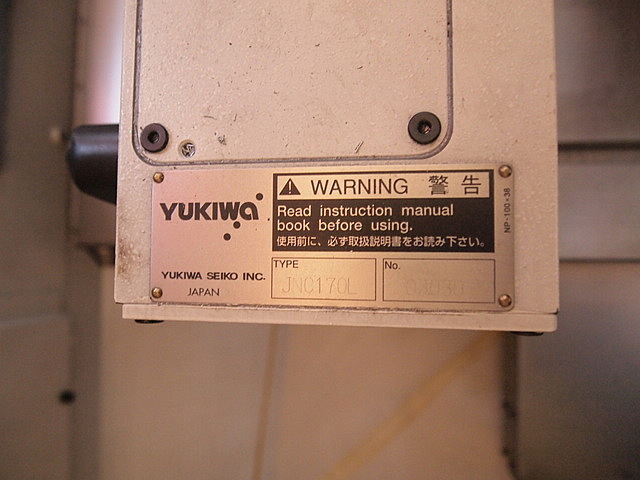 YUKIWA
YUKIWA SEIKO INC.
JAPAN
WARNING 警告
Read instruction manual
book before using.
使用前に、必ず取扱説明書をお読み下さい。
TYPE
JNC170L
No.
NP-100×38